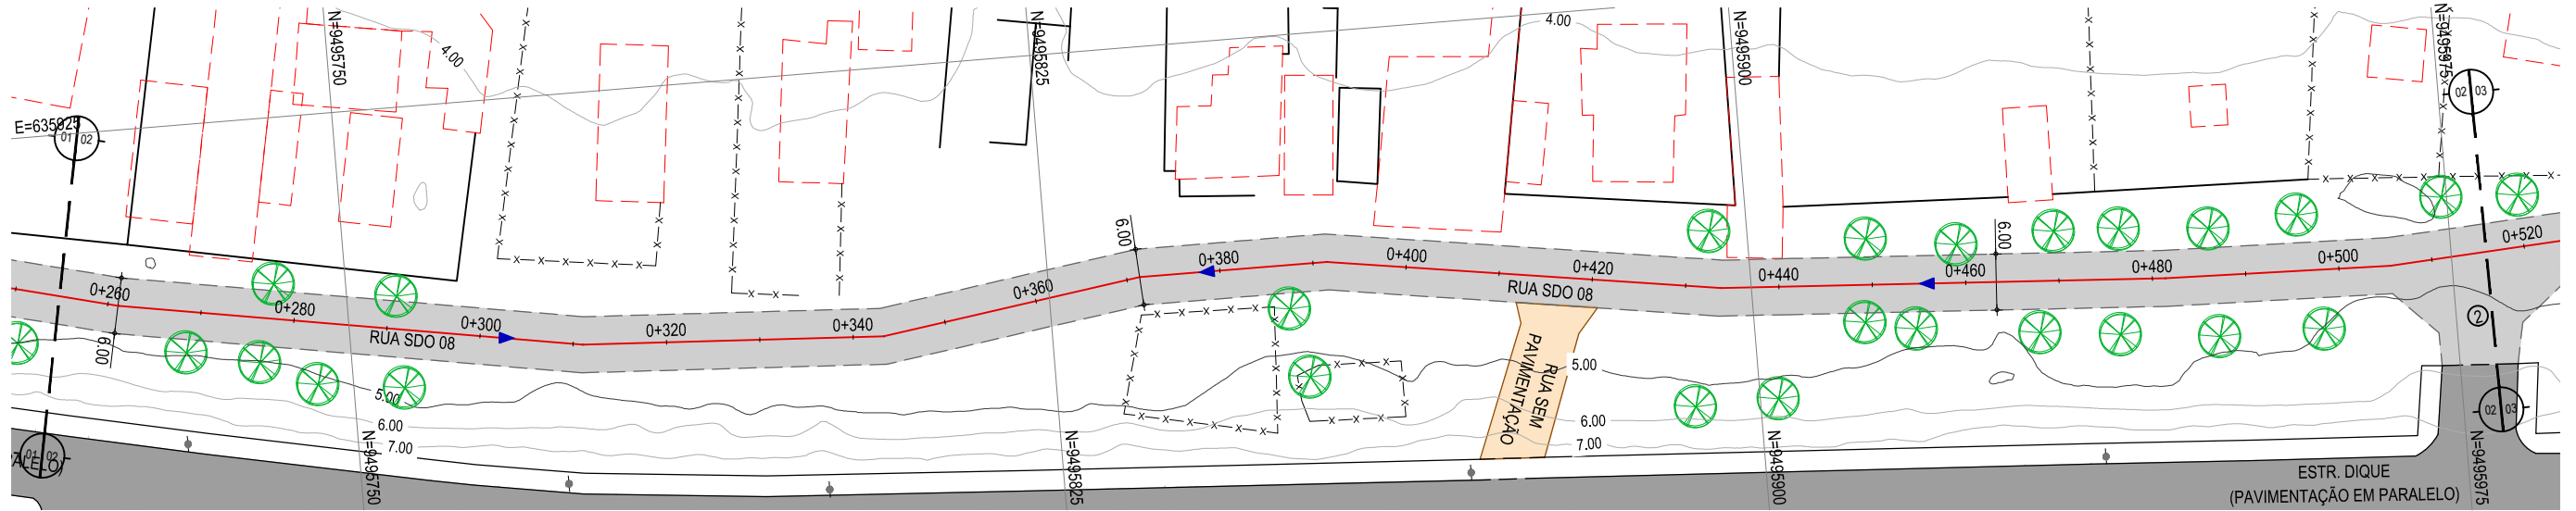 N=9495750
4.00
N=9495825
4.00
N=9495900
N=9495975
E=635925
01 02
02 03
6.00
6.00
0+260
0+280
0+300
0+320
0+340
0+360
0+380
0+400
0+420
0+440
0+460
0+480
0+500
0+520
RUA SDO 08
RUA SDO 08
6.00
2
RUA SEM
PAVIMENTAÇÃO
5.00
5.00
6.00
7.00
6.00
7.00
02 03
01 02
ALELO)
N=9495750
N=9495825
N=9495900
N=9495975
ESTR. DIQUE
(PAVIMENTAÇÃO EM PARALELO)